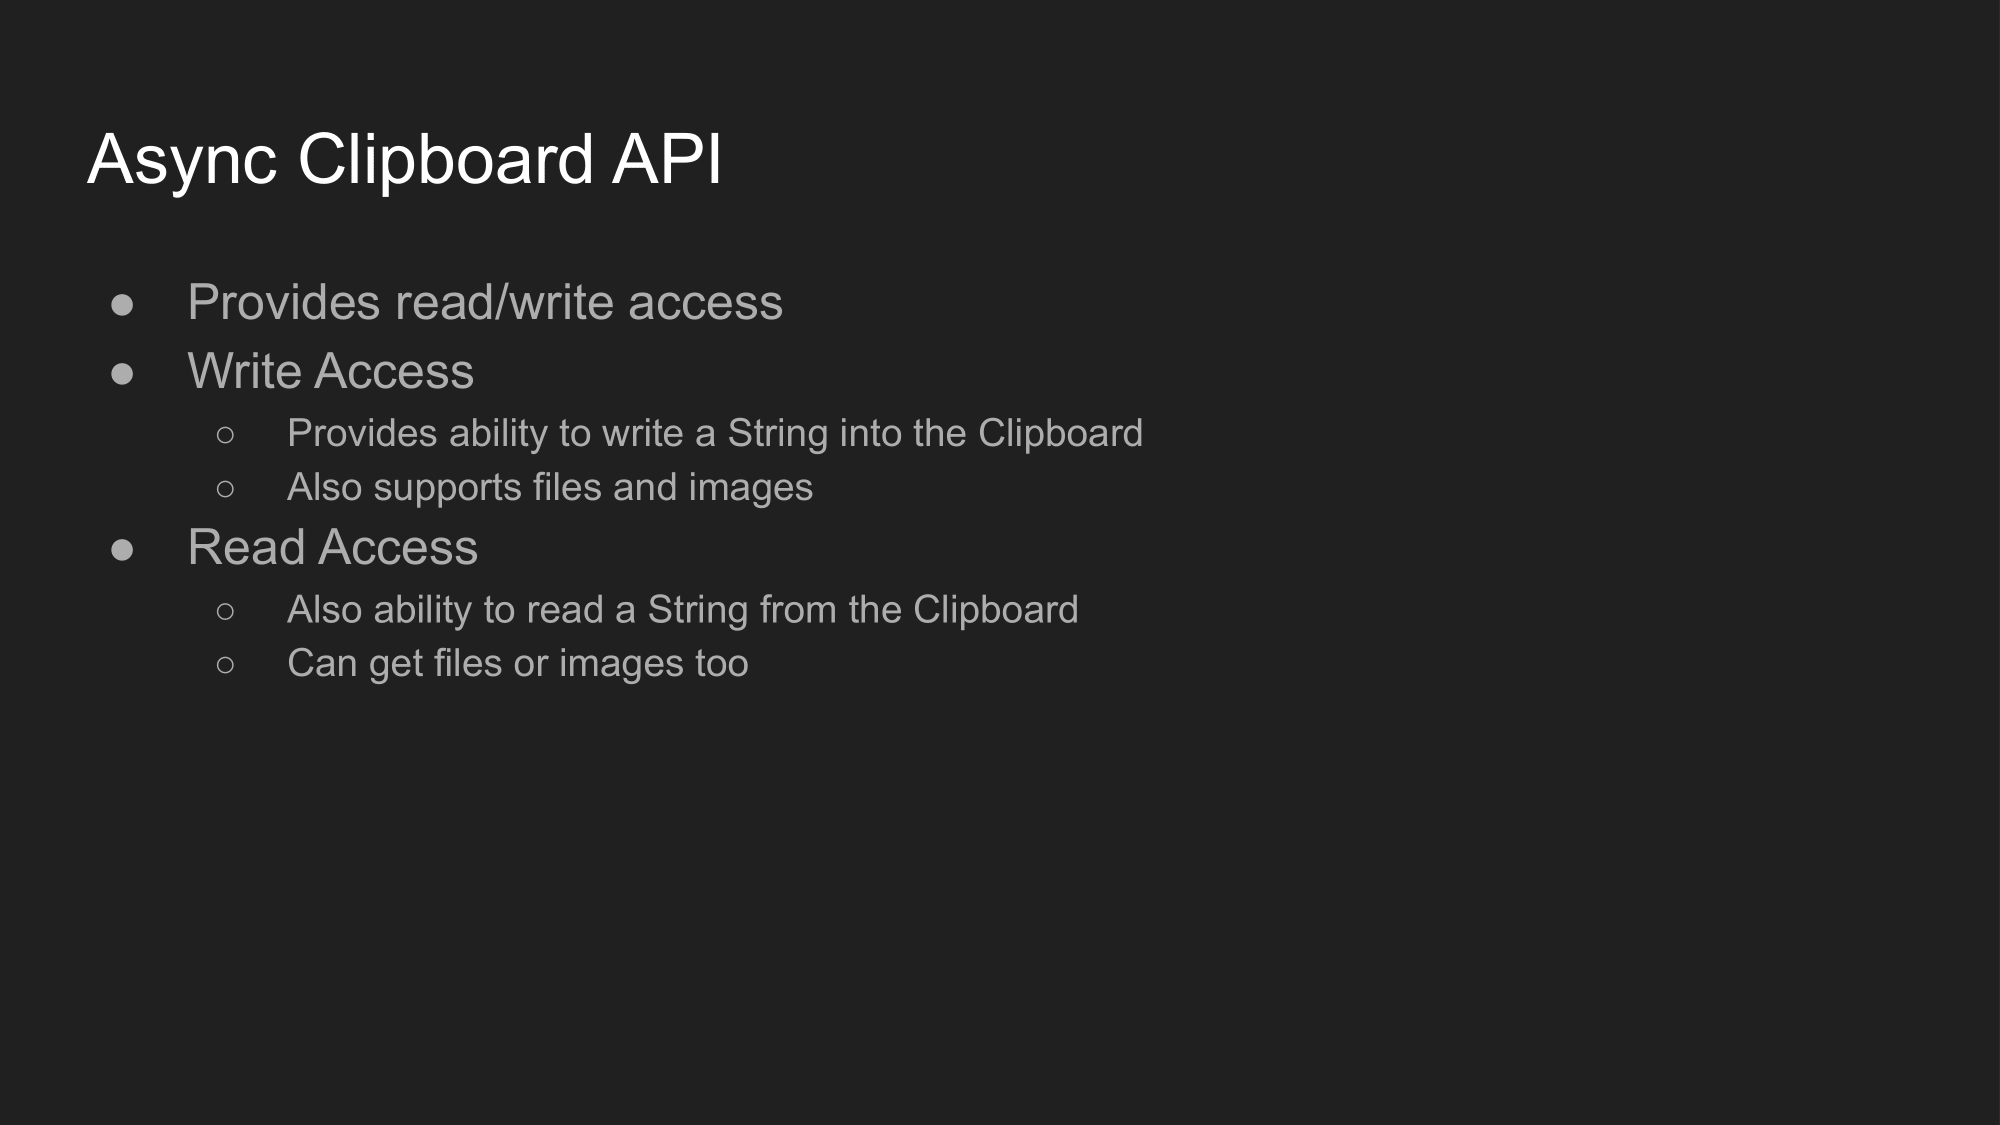 Async Clipboard API
● Provides read/write access
● Write Access
○ Provides ability to write a String into the Clipboard
○ Also supports files and images
● Read Access
○ Also ability to read a String from the Clipboard
○ Can get files or images too